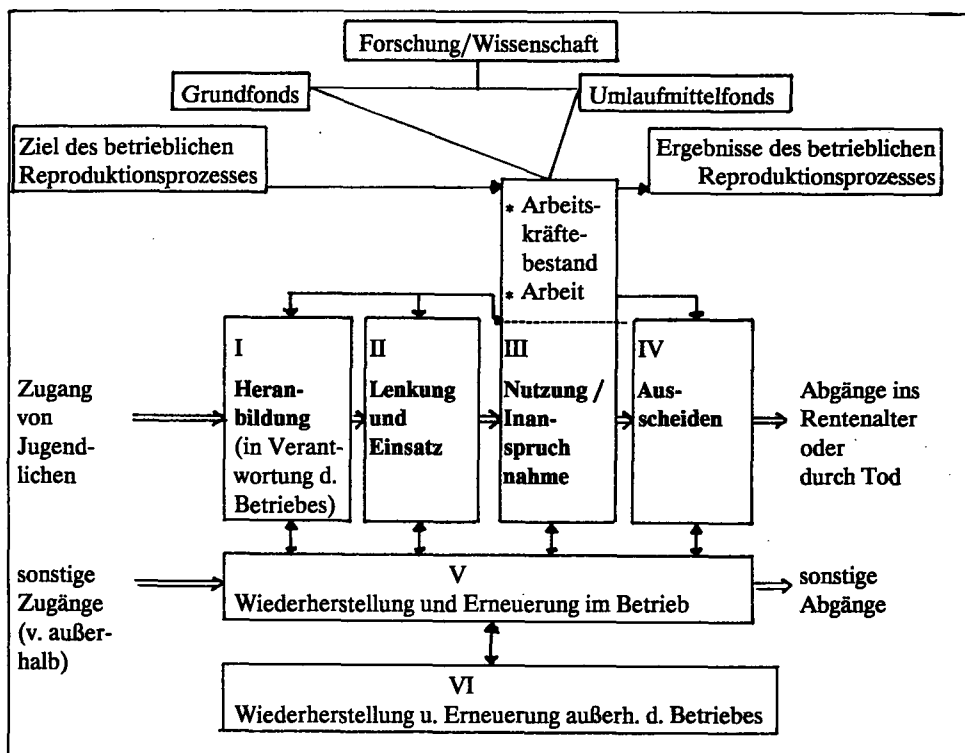 Forschung/Wissenschaft
Grundfonds
Umlaufmittelfonds
Ziel des betrieblichen
Reproduktionsprozesses
Ergebnisse des betrieblichen
Reproduktionsprozesses
* Arbeits-
kräfte-
bestand
* Arbeit
I
Heran-
bildung
(in Verant-
wortung d.
Betriebes)
II
Lenkung
und
Einsatz
III
Nutzung /
Inan-
spruch
nahme
IV
Aus-
scheiden
Zugang
von
Jugend-
lichen
Abgänge ins
Rentenalter
oder
durch Tod
sonstige
Zugänge
(v. außer-
halb)
V
Wiederherstellung und Erneuerung im Betrieb
sonstige
Abgänge
VI
Wiederherstellung u. Erneuerung außerh. d. Betriebes